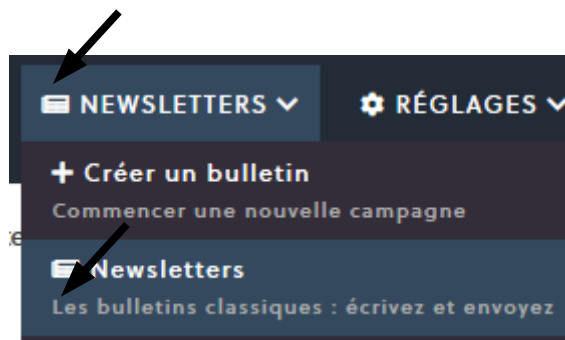 NEWSLETTERS RÉGLAGES
Créer un bulletin
Commencer une nouvelle campagne
Newsletters
Les bulletins classiques : écrivez et envoyez